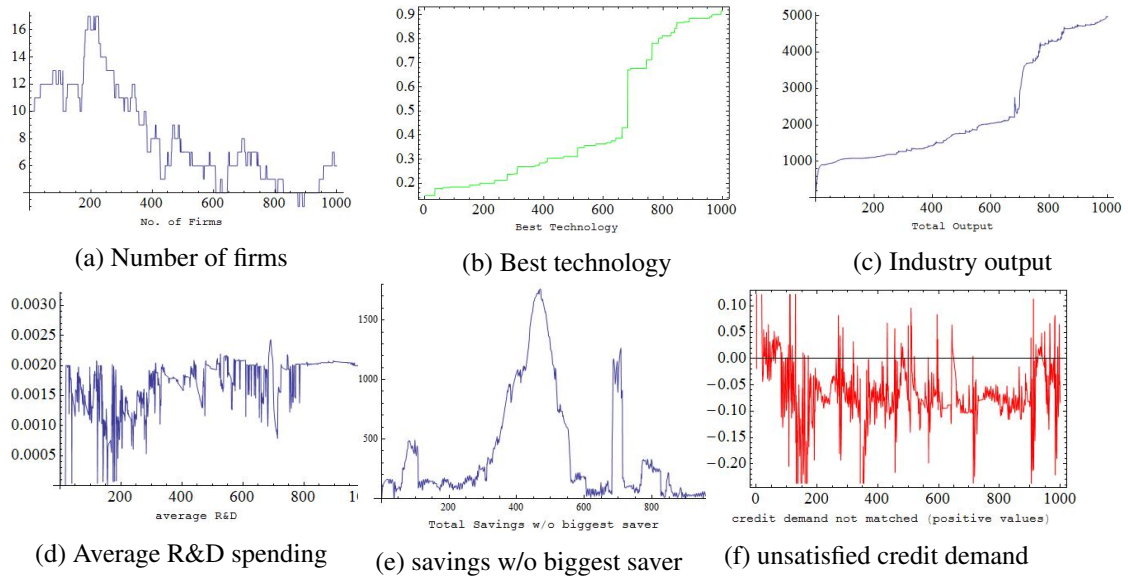 16
14
12
10
8
6
200 400 600 800 1000
No. of Firms
(a) Number of firms
0.9
0.8
0.7
0.6
0.5
0.4
0.3
0.2
0 200 400 600 800 1000
Best Technology
(b) Best technology
5000
4000
3000
2000
1000
200 400 600 800 1000
Total Output
(c) Industry output
0.0030
0.0025
0.0020
0.0015
0.0010
0.0005
200 400 600 800 10
average R&D
(d) Average R&D spending
1500
1000
500
200 400 600 800
Total Savings w/o biggest saver
(e) savings w/o biggest saver
0.10
0.05
0.00
−0.05
−0.10
−0.15
−0.20
0 200 400 600 800 1000
credit demand not matched (positive values)
(f) unsatisfied credit demand